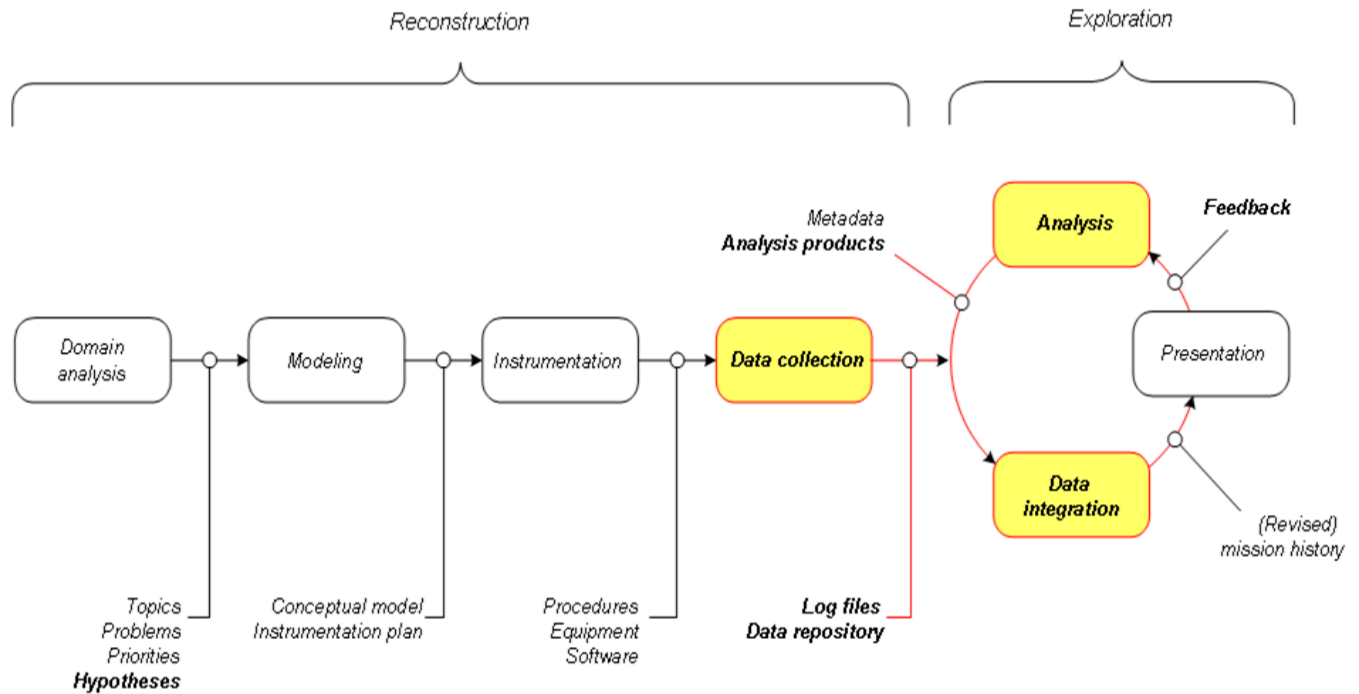 Reconstruction
Exploration
Metadata
Analysis products
Analysis
Feedback
Domain
analysis
Modeling
Instrumentation
Data collection
Presentation
Data
integration
(Revised)
mission history
Topics
Problems
Priorities
Hypotheses
Conceptual model
Instrumentation plan
Procedures
Equipment
Software
Log files
Data repository